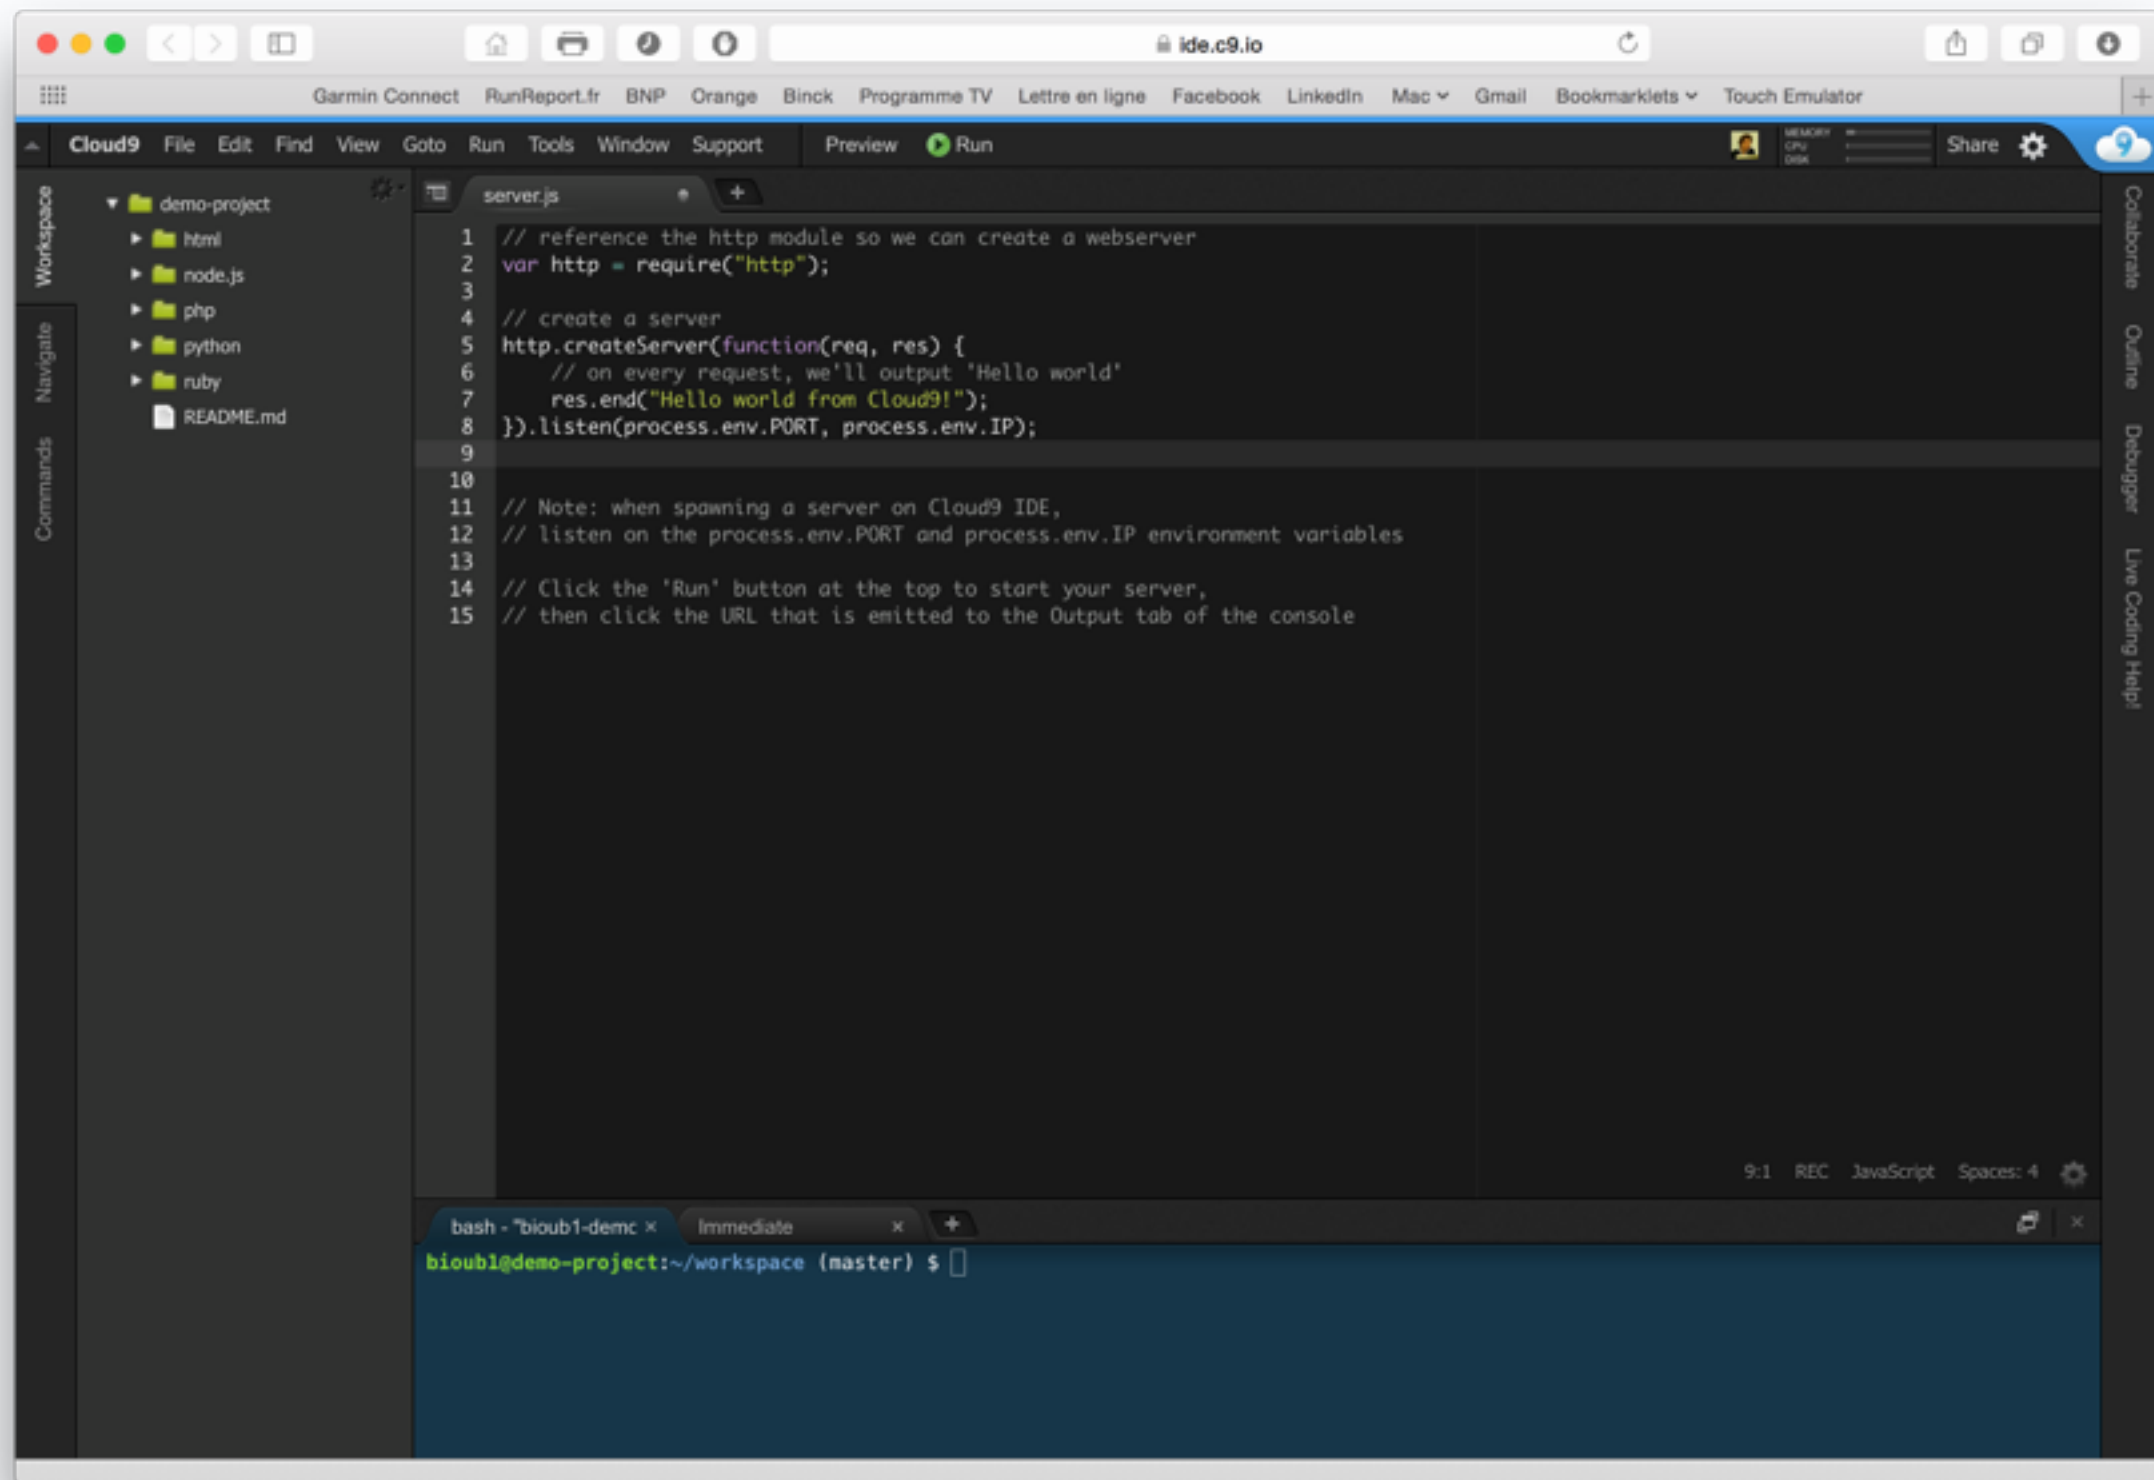 ide.c9.io
Garmin Connect RunReport.fr BNP Orange Binck Programme TV Lettre en ligne Facebook LinkedIn Mac Gmail Bookmarklets Touch Emulator
Cloud9 File Edit Find View Goto Run Tools Window Support Preview Run MEMORY CPU DISK Share 9
Workspace
Navigate
Commands
demo-project
html
node.js
php
python
ruby
README.md
server.js
1 // reference the http module so we can create a webserver
2 var http = require("http");
3
4 // create a server
5 http.createServer(function(req, res) {
6 // on every request, we'll output 'Hello world'
7 res.end("Hello world from Cloud9!");
8 }).listen(process.env.PORT, process.env.IP);
9
10
11 // Note: when spawning a server on Cloud9 IDE,
12 // listen on the process.env.PORT and process.env.IP environment variables
13
14 // Click the 'Run' button at the top to start your server,
15 // then click the URL that is emitted to the Output tab of the console
9:1 REC JavaScript Spaces: 4
bash - "bioub1-demo Immediate
bioub1@demo-project:~/workspace (master) $
Collaborate
Outline
Debugger
Live Coding Help!